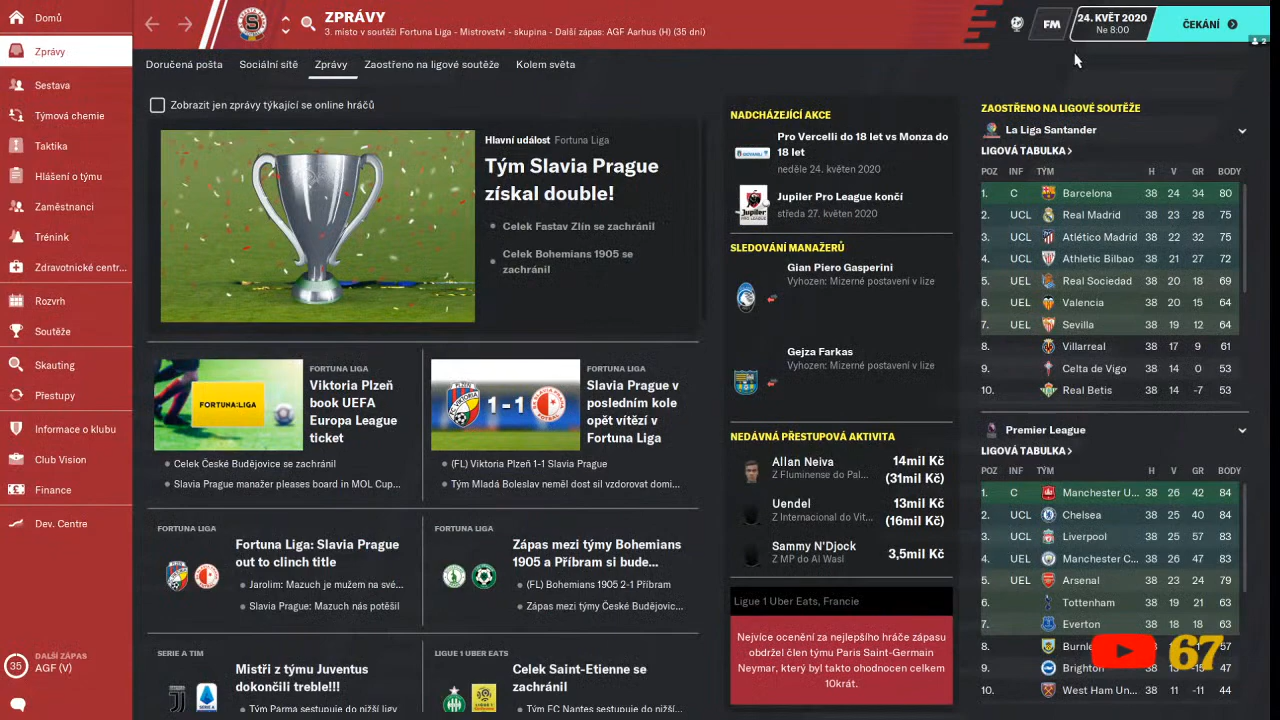 Domů
Zprávy
Sestava
Týmová chemie
Taktika
Hlášení o týmu
Zaměstnanci
Trénink
Zdravotnické centr...
Rozvrh
Soutěže
Skauting
Přestupy
Informace o klubu
Club Vision
Finance
Dev. Centre
35
DALŠÍ ZÁPAS
AGF (V)
ZPRÁVY
3. místo v soutěži Fortuna Liga - Mistrovství - skupina - Další zápas: AGF Aarhus (H) (35 dní)
FM
24. KVĚT 2020
Ne 8:00
ČEKÁNÍ
2
Doručená pošta
Sociální sítě
Zprávy
Zaostřeno na ligové soutěže
Kolem světa
Zobrazit jen zprávy týkající se online hráčů
Hlavní událost Fortuna Liga
Tým Slavia Prague
získal double!
Celek Fastav Zlín se zachránil
Celek Bohemians 1905 se
zachránil
FORTUNA:LIGA
FORTUNA LIGA
Viktoria Plzeň
book UEFA
Europa League
ticket
Celek České Budějovice se zachránil
Slavia Prague manažer pleases board in MOL Cup...
1-1
FORTUNA LIGA
Slavia Prague v
posledním kole
opět vítězí v
Fortuna Liga
(FL) Viktoria Plzeň 1-1 Slavia Prague
Tým Mladá Boleslav neměl dost sil vzdorovat domi...
FORTUNA LIGA
Fortuna Liga: Slavia Prague
out to clinch title
Jarolim: Mazuch je mužem na své...
Slavia Prague: Mazuch nás potěšil
FORTUNA LIGA
Zápas mezi týmy Bohemians
1905 a Příbram si bude...
(FL) Bohemians 1905 2-1 Příbram
Zápas mezi týmy České Budějovic...
SERIE A TIM
Mistři z týmu Juventus
dokončili treble!!!
Tým Parma sestupuje do nižší ligy
LIGUE 1 UBER EATS
Celek Saint-Etienne se
zachránil
Tým FC Nantes sestupuje do nižší...
NADCHÁZEJÍCÍ AKCE
Pro Vercelli do 18 let vs Monza do
18 let
neděle 24. květen 2020
Jupiler Pro League končí
středa 27. květen 2020
SLEDOVÁNÍ MANAŽERŮ
Gian Piero Gasperini
Vyhozen: Mizerné postavení v lize
Gejza Farkas
Vyhozen: Mizerné postavení v lize
NEDÁVNÁ PŘESTUPOVÁ AKTIVITA
Allan Neiva 14mil Kč
Z Fluminense do Pal... (31mil Kč)
Uendel 13mil Kč
Z Internacional do Vit... (16mil Kč)
Sammy N'Djock 3,5mil Kč
Z MP do Al Wasl
Ligue 1 Uber Eats, Francie
Nejvíce ocenění za nejlepšího hráče zápasu
obdržel člen týmu Paris Saint-Germain
Neymar, který byl takto ohodnocen celkem
10krát.
ZAOSTŘENO NA LIGOVÉ SOUTĚŽE
La Liga Santander
LIGOVÁ TABULKA >
POZ INF TÝM H V GR BODY
1. C Barcelona 38 24 34 80
2. UCL Real Madrid 38 23 28 75
3. UCL Atlético Madrid 38 22 32 75
4. UCL Athletic Bilbao 38 21 27 72
5. UEL Real Sociedad 38 20 18 69
6. UEL Valencia 38 20 15 64
7. UEL Sevilla 38 19 12 64
8. Villarreal 38 17 9 61
9. Celta de Vigo 38 14 0 53
10. Real Betis 38 14 -7 53
Premier League
LIGOVÁ TABULKA >
POZ INF TÝM H V GR BODY
1. C Manchester U... 38 26 42 84
2. UCL Chelsea 38 25 40 84
3. UCL Liverpool 38 25 57 83
4. UCL Manchester C... 38 26 47 83
5. UEL Arsenal 38 23 24 79
6. Tottenham 38 19 21 63
7. Everton 38 18 18 63
8. 57
9. Brighton 47
10. West Ham Un... 38 11 -11 44
67